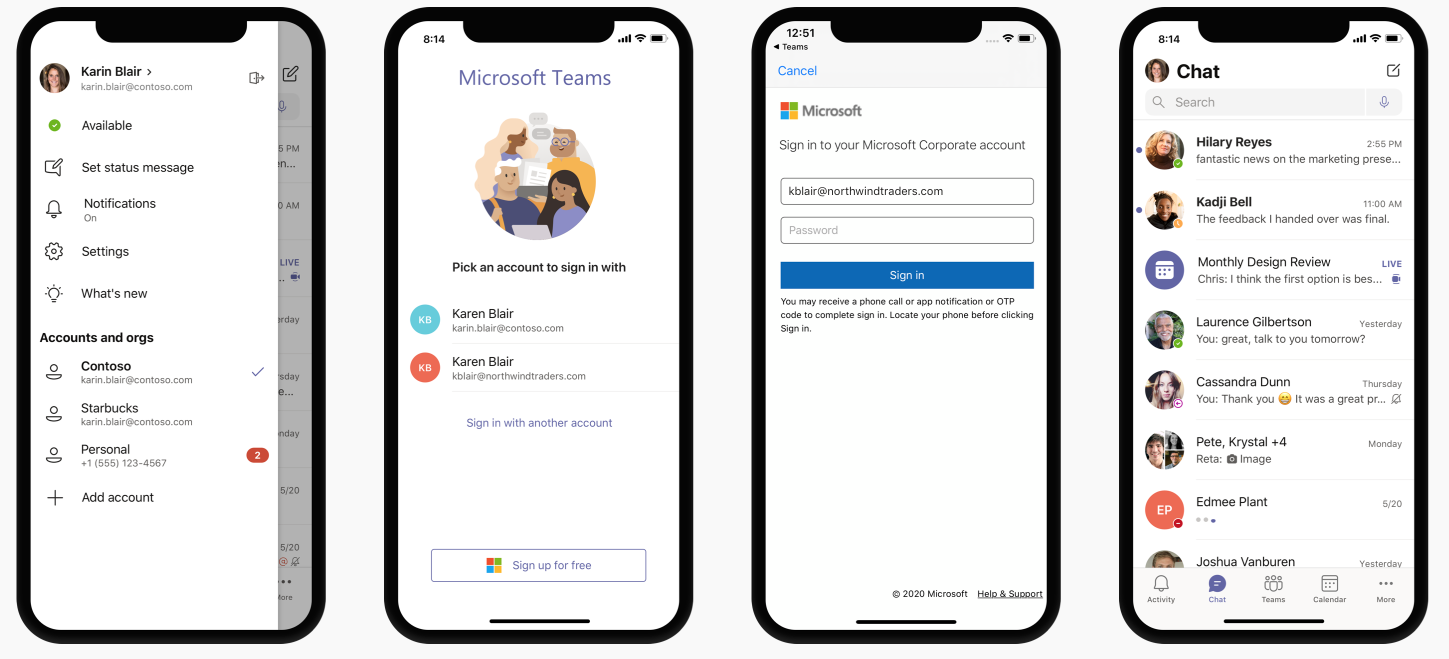 Karin Blair >
karin.blair@contoso.com
Available
Set status message
Notifications
On
Settings
What's new
Accounts and orgs
Contoso
karin.blair@contoso.com
Starbucks
karin.blair@contoso.com
Personal
+1 (555) 123-4567
2
Add account
5 PM
en...
0 AM
LIVE
..
erday
sday
e...
nday
5/20
5/20
ore
8:14
Microsoft Teams
Pick an account to sign in with
KB
Karen Blair
karin.blair@contoso.com
KB
Karen Blair
kblair@northwindtraders.com
Sign in with another account
Sign up for free
12:51
Teams
Cancel
Microsoft
Sign in to your Microsoft Corporate account
kblair@northwindtraders.com
Password
Sign in
You may receive a phone call or app notification or OTP
code to complete sign in. Locate your phone before clicking
Sign in.
© 2020 Microsoft Help & Support
8:14
Chat
Search
Hilary Reyes 2:55 PM
fantastic news on the marketing prese...
Kadji Bell 11:00 AM
The feedback I handed over was final.
Monthly Design Review LIVE
Chris: I think the first option is bes...
Laurence Gilbertson Yesterday
You: great, talk to you tomorrow?
Cassandra Dunn Thursday
You: Thank you 😁 It was a great pr...
Pete, Krystal +4 Monday
Reta: 📷 Image
EP
Edmee Plant 5/20
Joshua Vanburen Yesterday
Activity Chat Teams Calendar More